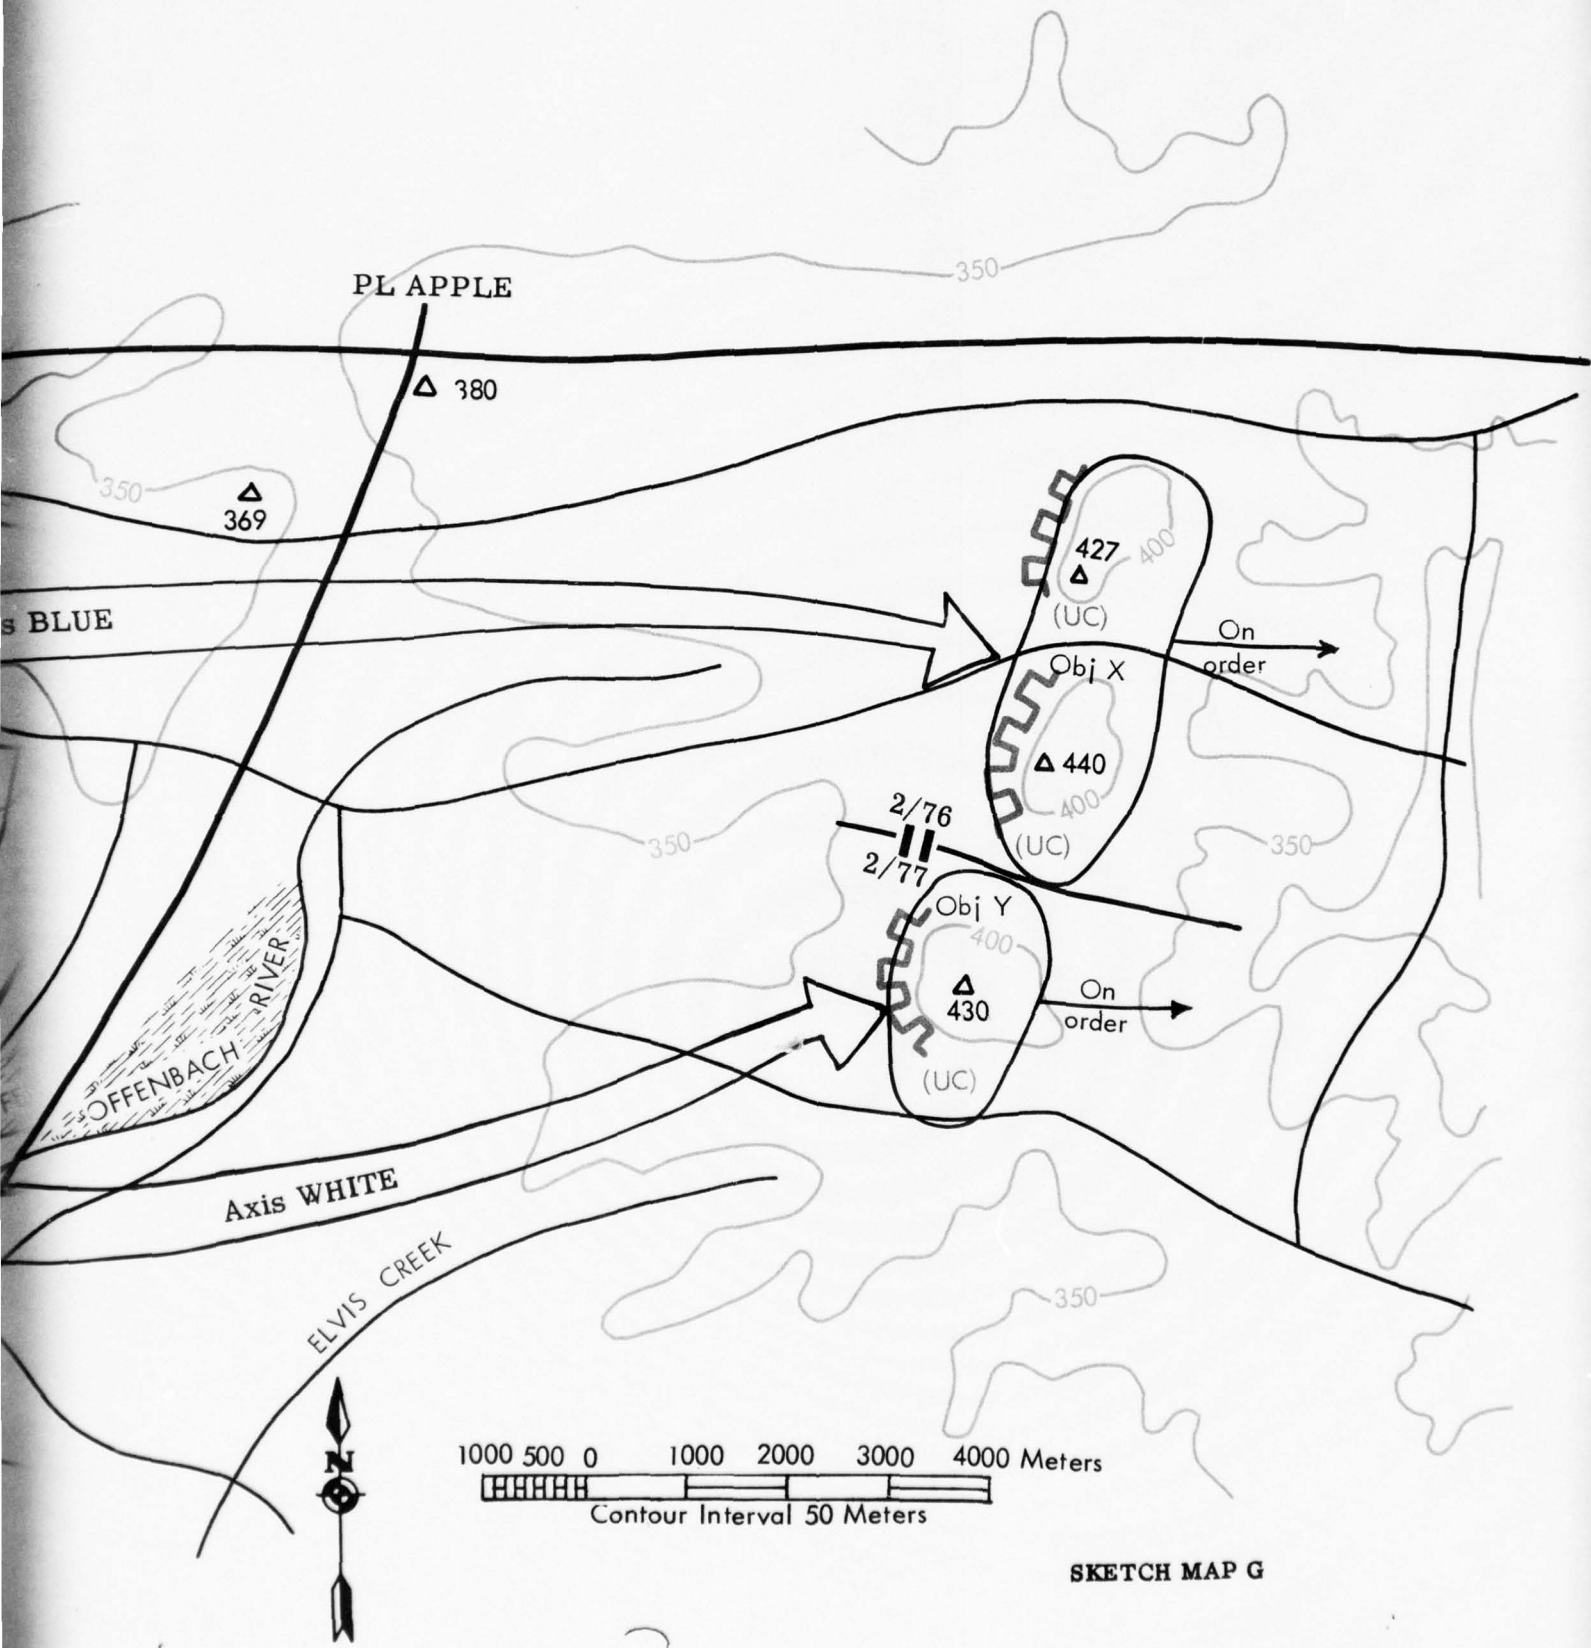 350
PL APPLE
380
350
369
427
400
(UC)
s BLUE
On
order
Obj X
440
400
2/76
(UC)
350
2/77
350
Obj Y
400
RIVER
430
On
order
OFFENBACH
(UC)
Axis WHITE
ELVIS CREEK
350
N
1000 500 0 1000 2000 3000 4000 Meters
Contour Interval 50 Meters
SKETCH MAP G